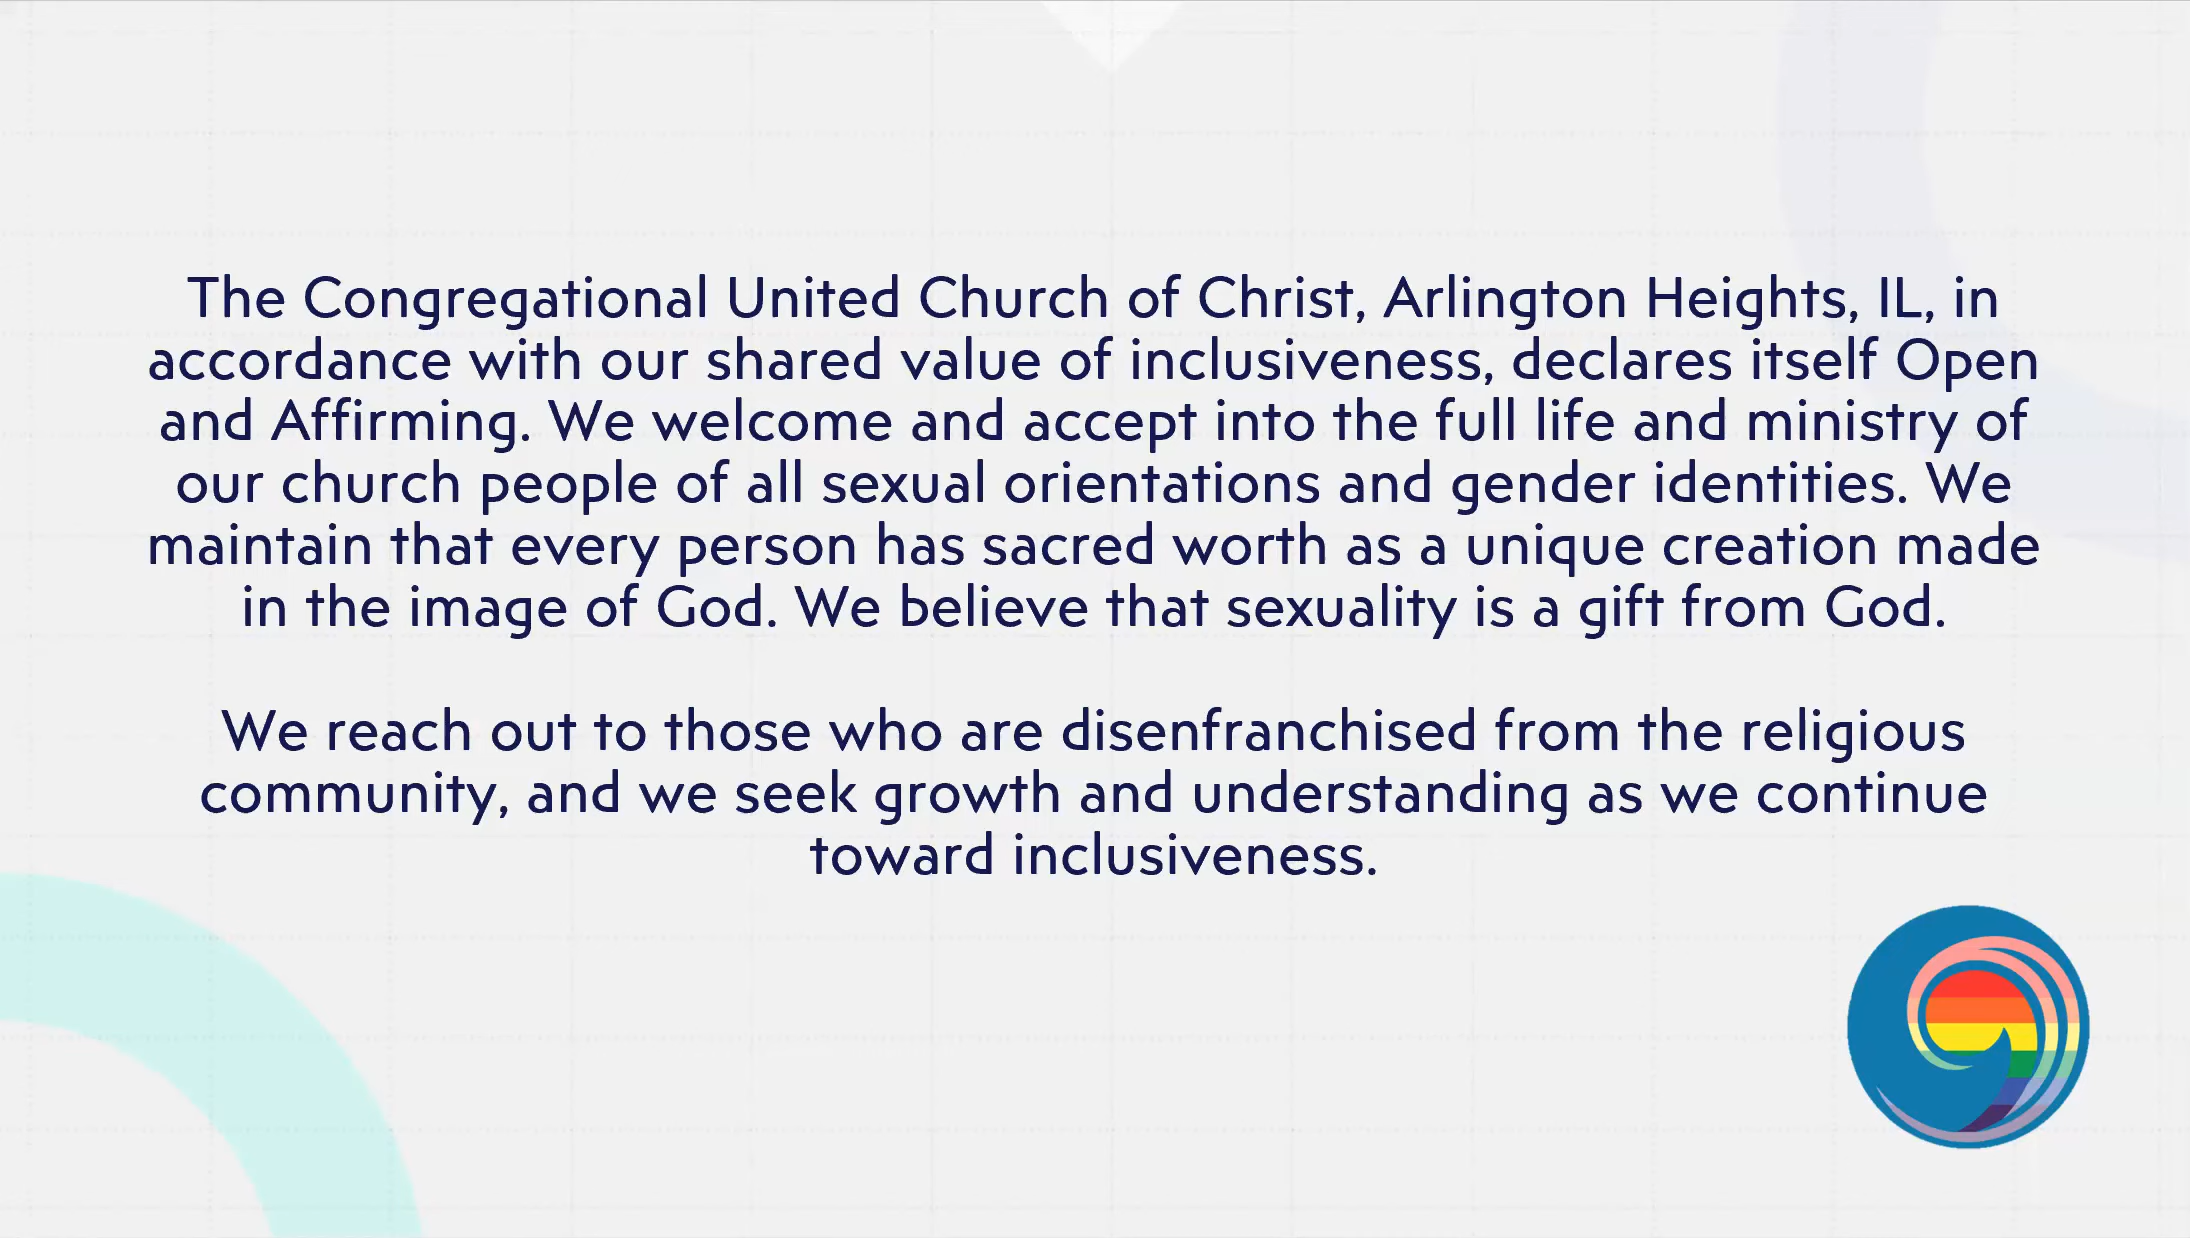 The Congregational United Church of Christ, Arlington Heights, IL, in
accordance with our shared value of inclusiveness, declares itself Open
and Affirming. We welcome and accept into the full life and ministry of
our church people of all sexual orientations and gender identities. We
maintain that every person has sacred worth as a unique creation made
in the image of God. We believe that sexuality is a gift from God.
We reach out to those who are disenfranchised from the religious
community, and we seek growth and understanding as we continue
toward inclusiveness.